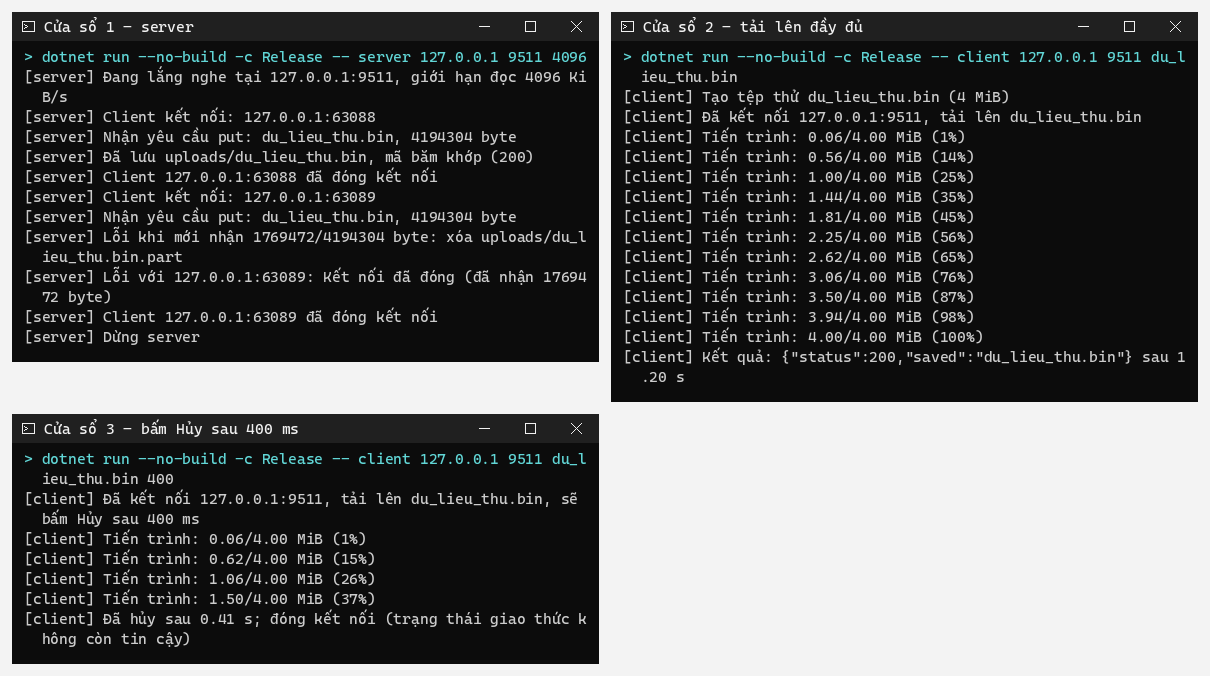 Cửa sổ 1 – server
> dotnet run --no-build -c Release -- server 127.0.0.1 9511 4096
[server] Đang lắng nghe tại 127.0.0.1:9511, giới hạn đọc 4096 Ki
B/s
[server] Client kết nối: 127.0.0.1:63088
[server] Nhận yêu cầu put: du_lieu_thu.bin, 4194304 byte
[server] Đã lưu uploads/du_lieu_thu.bin, mã băm khớp (200)
[server] Client 127.0.0.1:63088 đã đóng kết nối
[server] Client kết nối: 127.0.0.1:63089
[server] Nhận yêu cầu put: du_lieu_thu.bin, 4194304 byte
[server] Lỗi khi mới nhận 1769472/4194304 byte: xóa uploads/du_l
ieu_thu.bin.part
[server] Lỗi với 127.0.0.1:63089: Kết nối đã đóng (đã nhận 17694
72 byte)
[server] Client 127.0.0.1:63089 đã đóng kết nối
[server] Dừng server
Cửa sổ 2 – tải lên đầy đủ
> dotnet run --no-build -c Release -- client 127.0.0.1 9511 du_l
ieu_thu.bin
[client] Tạo tệp thử du_lieu_thu.bin (4 MiB)
[client] Đã kết nối 127.0.0.1:9511, tải lên du_lieu_thu.bin
[client] Tiến trình: 0.06/4.00 MiB (1%)
[client] Tiến trình: 0.56/4.00 MiB (14%)
[client] Tiến trình: 1.00/4.00 MiB (25%)
[client] Tiến trình: 1.44/4.00 MiB (35%)
[client] Tiến trình: 1.81/4.00 MiB (45%)
[client] Tiến trình: 2.25/4.00 MiB (56%)
[client] Tiến trình: 2.62/4.00 MiB (65%)
[client] Tiến trình: 3.06/4.00 MiB (76%)
[client] Tiến trình: 3.50/4.00 MiB (87%)
[client] Tiến trình: 3.94/4.00 MiB (98%)
[client] Tiến trình: 4.00/4.00 MiB (100%)
[client] Kết quả: {"status":200,"saved":"du_lieu_thu.bin"} sau 1
.20 s
Cửa sổ 3 – bấm Hủy sau 400 ms
> dotnet run --no-build -c Release -- client 127.0.0.1 9511 du_l
ieu_thu.bin 400
[client] Đã kết nối 127.0.0.1:9511, tải lên du_lieu_thu.bin, sẽ
bấm Hủy sau 400 ms
[client] Tiến trình: 0.06/4.00 MiB (1%)
[client] Tiến trình: 0.62/4.00 MiB (15%)
[client] Tiến trình: 1.06/4.00 MiB (26%)
[client] Tiến trình: 1.50/4.00 MiB (37%)
[client] Đã hủy sau 0.41 s; đóng kết nối (trạng thái giao thức k
hông còn tin cậy)